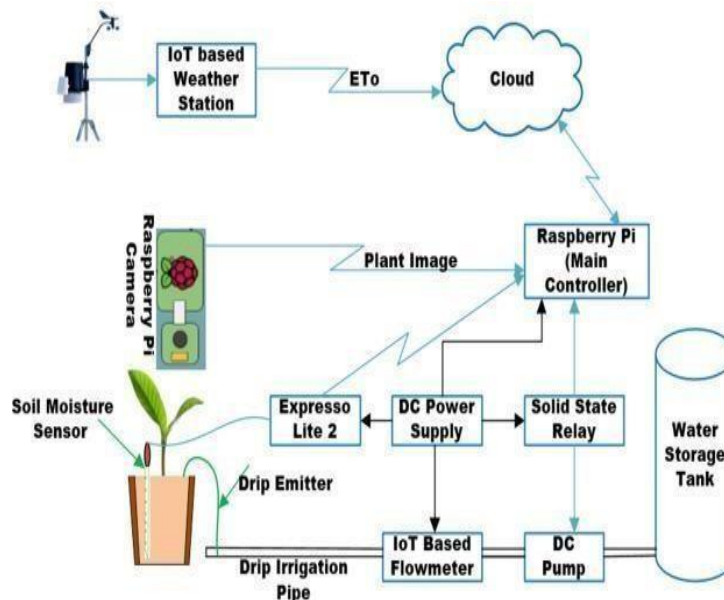 IoT based
Weather
Station
ETo
Cloud
Raspberry Pi
Camera
Plant Image
Raspberry Pi
(Main
Controller)
Soil Moisture
Sensor
Expresso
Lite 2
DC Power
Supply
Solid State
Relay
Water
Storage
Tank
Drip Emitter
Drip Irrigation
Pipe
IoT Based
Flowmeter
DC
Pump